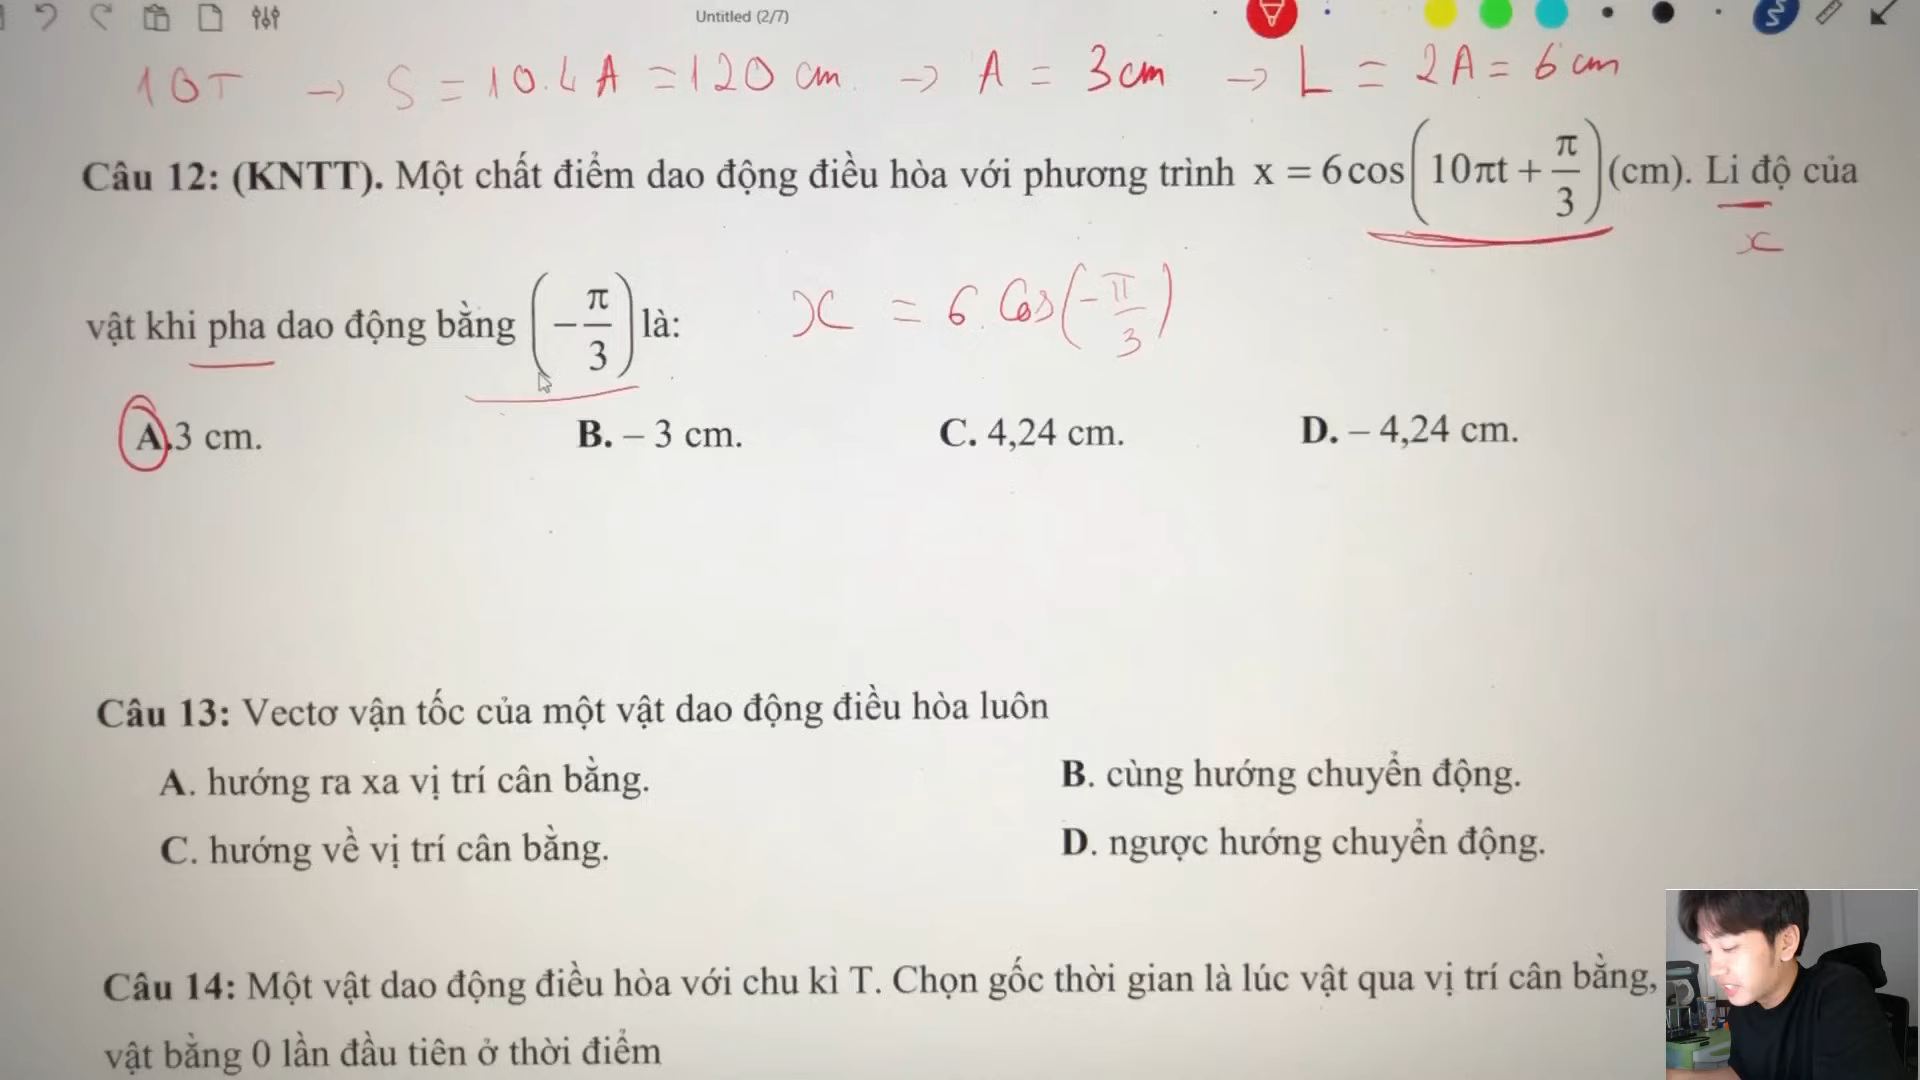 Untitled (2/7)
10T → S = 10.4A = 120 cm → A = 3cm → L = 2A = 6cm
Câu 12: (KNTT). Một chất điểm dao động điều hòa với phương trình x = 6cos(10πt + π/3)(cm). Li độ của
x
vật khi pha dao động bằng (-π/3) là: x = 6.cos(-π/3)
A.3 cm. B. – 3 cm. C. 4,24 cm. D. – 4,24 cm.
Câu 13: Vectơ vận tốc của một vật dao động điều hòa luôn
A. hướng ra xa vị trí cân bằng. B. cùng hướng chuyển động.
C. hướng về vị trí cân bằng. D. ngược hướng chuyển động.
Câu 14: Một vật dao động điều hòa với chu kì T. Chọn gốc thời gian là lúc vật qua vị trí cân bằng,
vật bằng 0 lần đầu tiên ở thời điểm